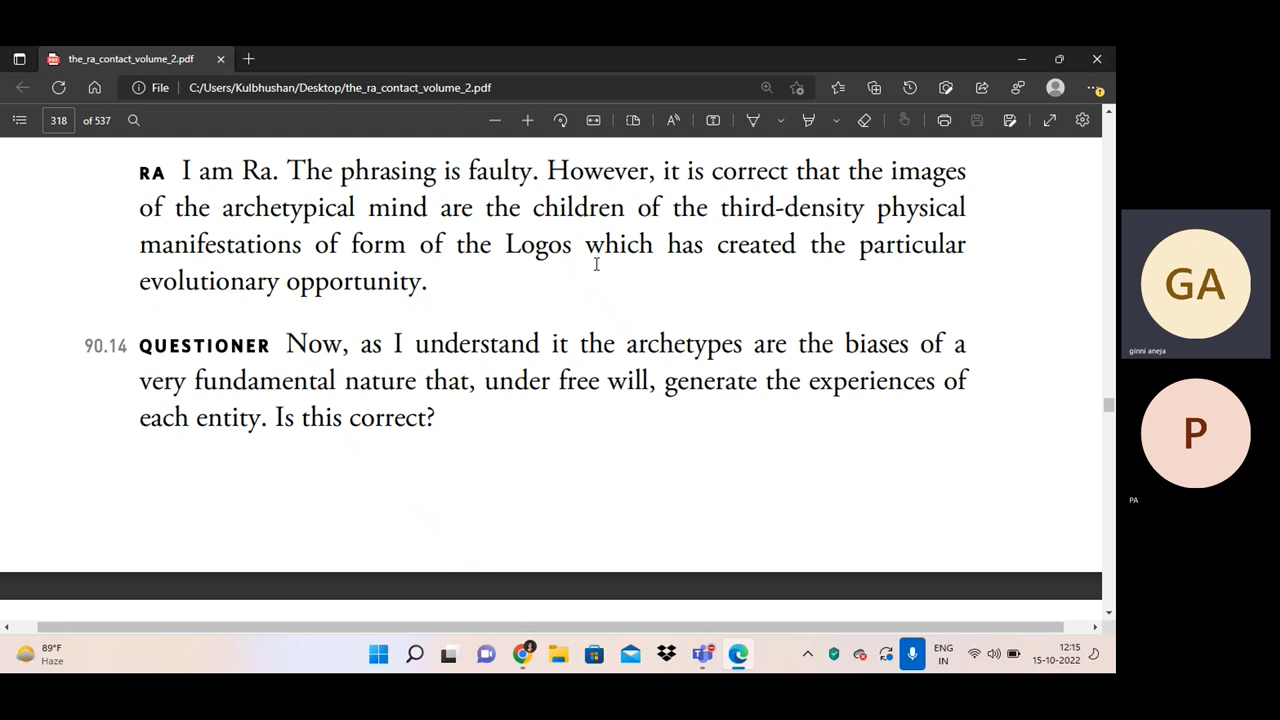 the_ra_contact_volume_2.pdf
File C:/Users/Kulbhushan/Desktop/the_ra_contact_volume_2.pdf
318 of 537
RA I am Ra. The phrasing is faulty. However, it is correct that the images
of the archetypical mind are the children of the third-density physical
manifestations of form of the Logos which has created the particular
evolutionary opportunity.
90.14 QUESTIONER Now, as I understand it the archetypes are the biases of a
very fundamental nature that, under free will, generate the experiences of
each entity. Is this correct?
GA
ginni aneja
P
PA
89°F
Haze
ENG
IN
12:15
15-10-2022